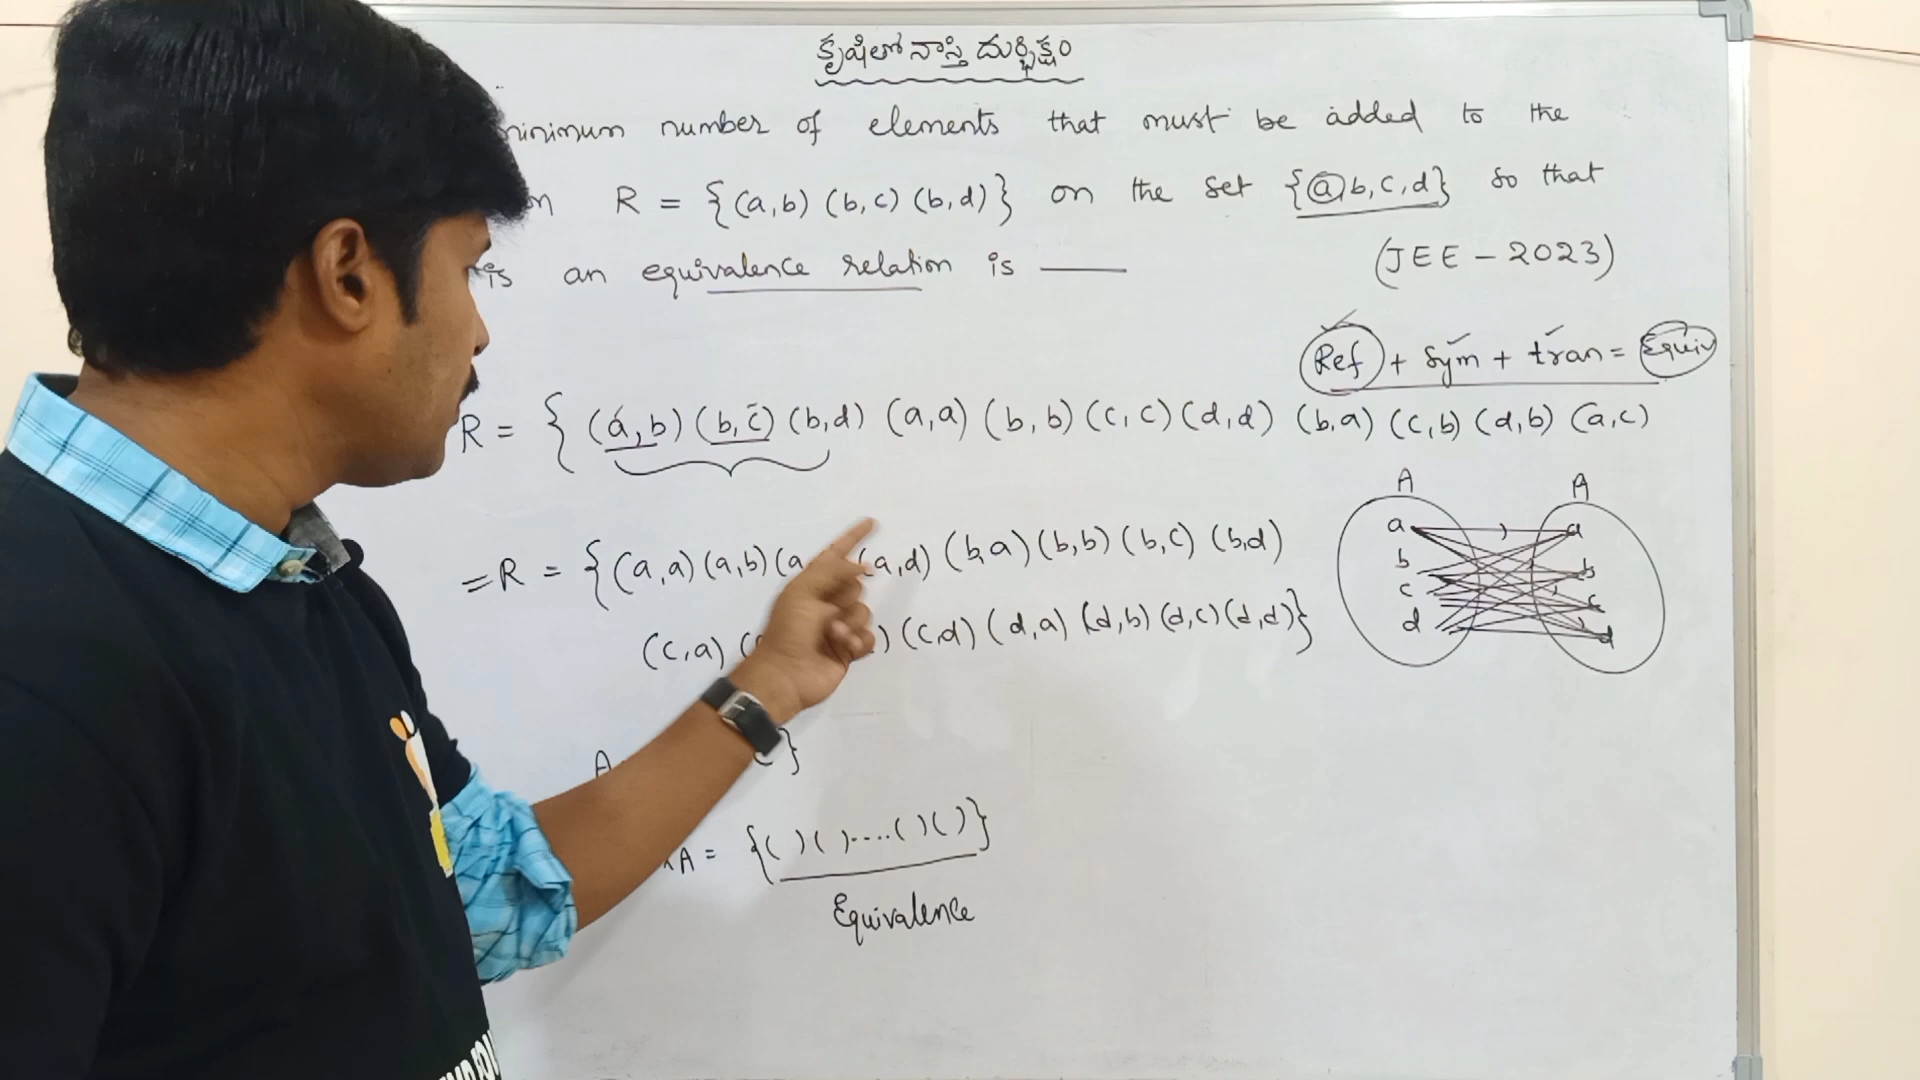 కృషితో నాస్తి దుర్భిక్షం
minimum number of elements that must be added to the
R = {(a,b) (b,c) (b,d)} on the set {a b,c,d} so that
is an equivalence relation is ——
(JEE - 2023)
Ref + Sym + tran = Equiv
R = { (a,b) (b,c) (b,d) (a,a) (b,b) (c,c) (d,d) (b,a) (c,b) (d,b) (a,c)
A A
a a
b b
c c
d d
= R = {(a,a) (a,b) (a a,d) (b,a) (b,b) (b,c) (b,d)
(c,a) ( ) (c,d) (d,a) (d,b) (d,c) (d,d)}
A }
A = {( ) ( )....( ) ( )}
Equivalence